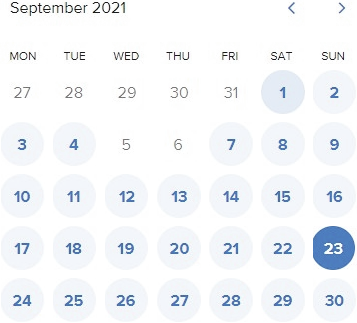 September 2021
MON TUE WED THU FRI SAT SUN
27 28 29 30 31 1 2
3 4 5 6 7 8 9
10 11 12 13 14 15 16
17 18 19 20 21 22 23
24 25 26 27 28 29 30